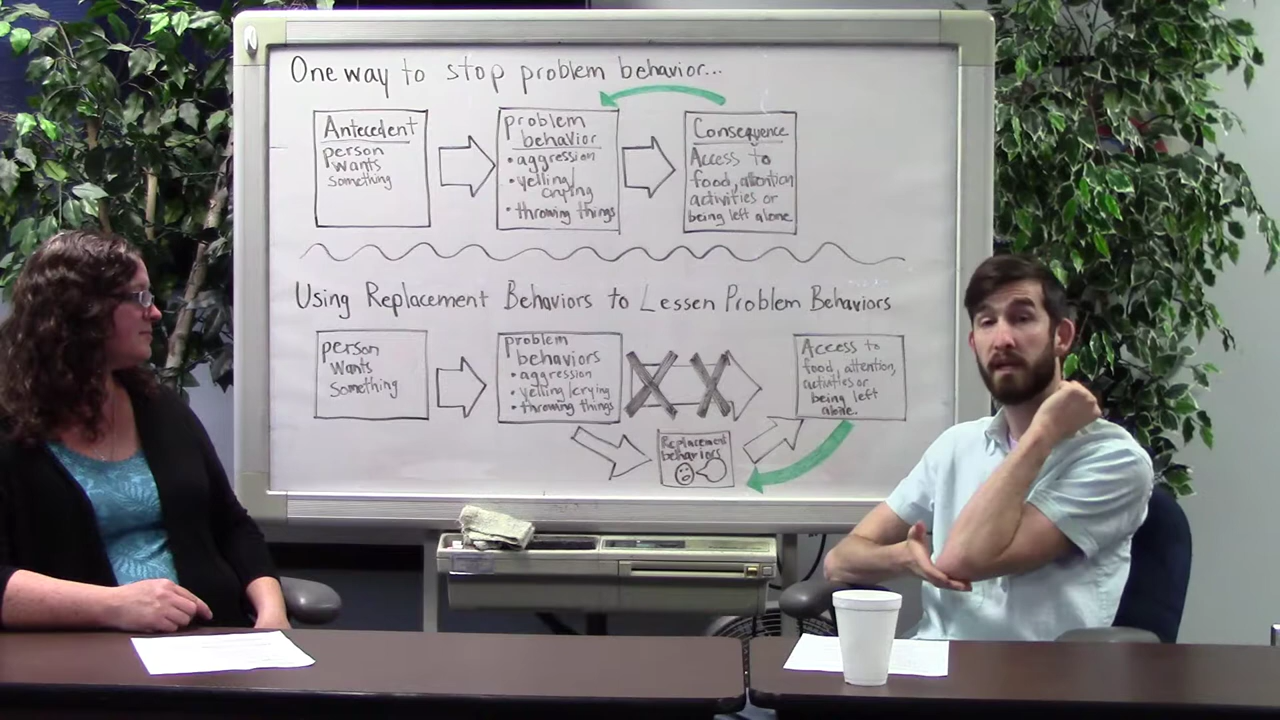 One way to stop problem behavior...
Antecedent
person
wants
something
problem
behavior
• aggression
• yelling/
crying
• throwing things
Consequence
Access to
food, attention
activities or
being left alone.
Using Replacement Behaviors to Lessen Problem Behaviors
person
wants
something
problem
behaviors
• aggression
• yelling/crying
• throwing things
Replacement
behaviors
Access to
food, attention,
activities or
being left
alone.